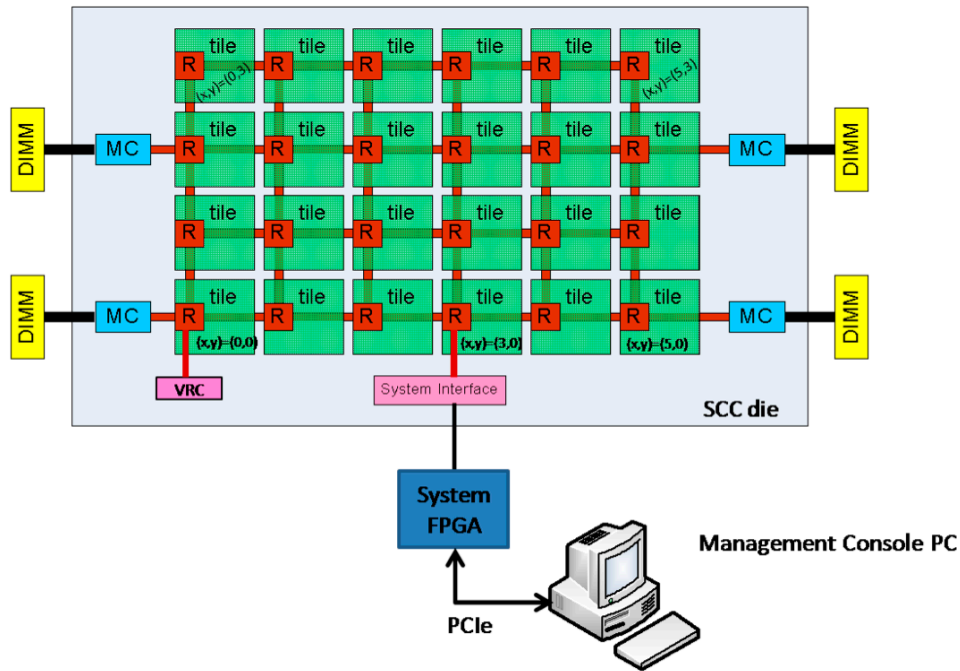 tile tile tile tile tile tile
R R R R R R
(x,y)=(0,3) (x,y)=(5,3)
tile tile tile tile tile tile
DIMM MC R R R R R R MC DIMM
tile tile tile tile tile tile
R R R R R R
tile tile tile tile tile tile
DIMM MC R R R R R R MC DIMM
(x,y)=(0,0) (x,y)=(3,0) (x,y)=(5,0)
VRC System Interface
SCC die
System
FPGA
Management Console PC
PCIe